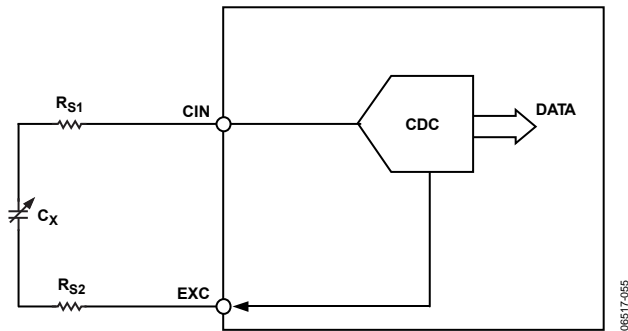 RS1
CIN
CDC
DATA
CX
RS2
EXC
06517-055